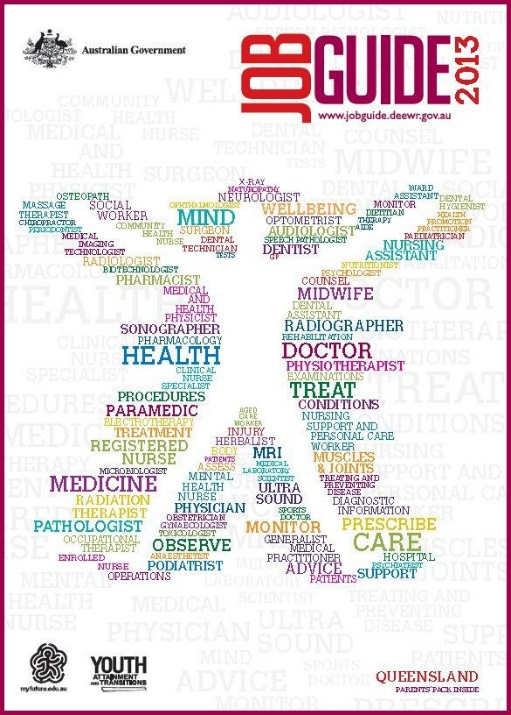 Australian Government
JOB GUIDE 2013
www.jobguide.deewr.gov.au
X-RAY
NATUROPATHY
NEUROLOGIST
OSTEOPATH
MASSAGE
THERAPIST
CHIROPRACTOR
PERIODONTIST
SOCIAL
WORKER
MEDICAL
IMAGING
TECHNOLOGIST
RADIOLOGIST
BIOTECHNOLOGIST
PHARMACIST
OPHTHALMOLOGIST
MIND
COMMUNITY
HEALTH
NURSE
SURGEON
DENTAL
TECHNICIAN
TESTS
WELLBEING
OPTOMETRIST
AUDIOLOGIST
SPEECH PATHOLOGIST
DENTIST
GP
WARD
ASSISTANT
MONITOR
DIETITIAN
THERAPY
AIDE
DENTAL
HYGIENIST
HEALTH
PROMOTION
PRACTITIONER
PAEDIATRICIAN
NURSING
ASSISTANT
NUTRITIONIST
PSYCHOLOGIST
MEDICAL
AND
HEALTH
PHYSICIST
SONOGRAPHER
PHARMACOLOGY
HEALTH
CLINICAL
NURSE
SPECIALIST
PROCEDURES
PARAMEDIC
ELECTROTHERAPY
TREATMENT
REGISTERED
NURSE
MICROBIOLOGIST
MEDICINE
RADIATION
THERAPIST
PATHOLOGIST
OCCUPATIONAL
THERAPIST
ENROLLED
NURSE
OPERATIONS
COUNSEL
MIDWIFE
DENTAL
ASSISTANT
RADIOGRAPHER
REHABILITATION
DOCTOR
PHYSIOTHERAPIST
EXAMINATIONS
TREAT
CONDITIONS
NURSING
SUPPORT AND
PERSONAL CARE
WORKER
MUSCLES
& JOINTS
TREATING AND
PREVENTING
DISEASE
DIAGNOSTIC
INFORMATION
PRESCRIBE
CARE
HOSPITAL
PSYCHIATRIST
SUPPORT
AGED
CARE
WORKER
INJURY
HERBALIST
BODY
PATIENTS
ASSESS
MENTAL
HEALTH
NURSE
PHYSICIAN
OBSTETRICIAN
GYNAECOLOGIST
TOXICOLOGIST
OBSERVE
ANAESTHETIST
PODIATRIST
MRI
MEDICAL
LABORATORY
SCIENTIST
ULTRA
SOUND
SPORTS
DOCTOR
MONITOR
GENERALIST
MEDICAL
PRACTITIONER
ADVICE
PATIENTS
myfuture.edu.au
YOUTH
ATTAINMENT
AND TRANSITIONS
QUEENSLAND
PARENTS' PACK INSIDE